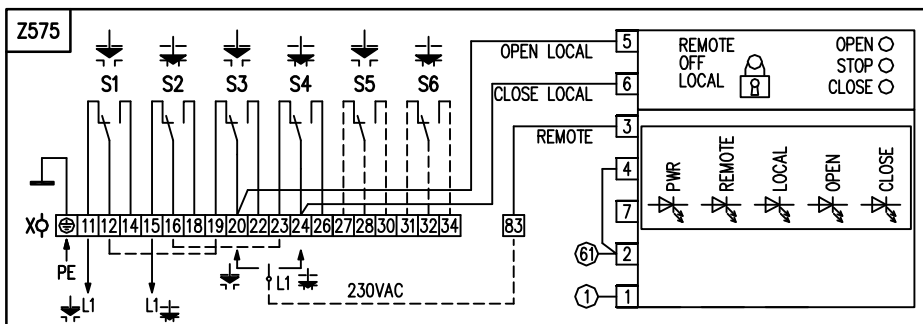 Z575
S1 S2 S3 S4 S5 S6
OPEN LOCAL
CLOSE LOCAL
REMOTE
5
6
3
4
7
2
1
61
1
REMOTE
OFF
LOCAL
OPEN
STOP
CLOSE
PWR
REMOTE
LOCAL
OPEN
CLOSE
X
11 12 14 15 16 18 19 20 22 23 24 26 27 28 30 31 32 34 83
PE
L1
L1
L1
230VAC